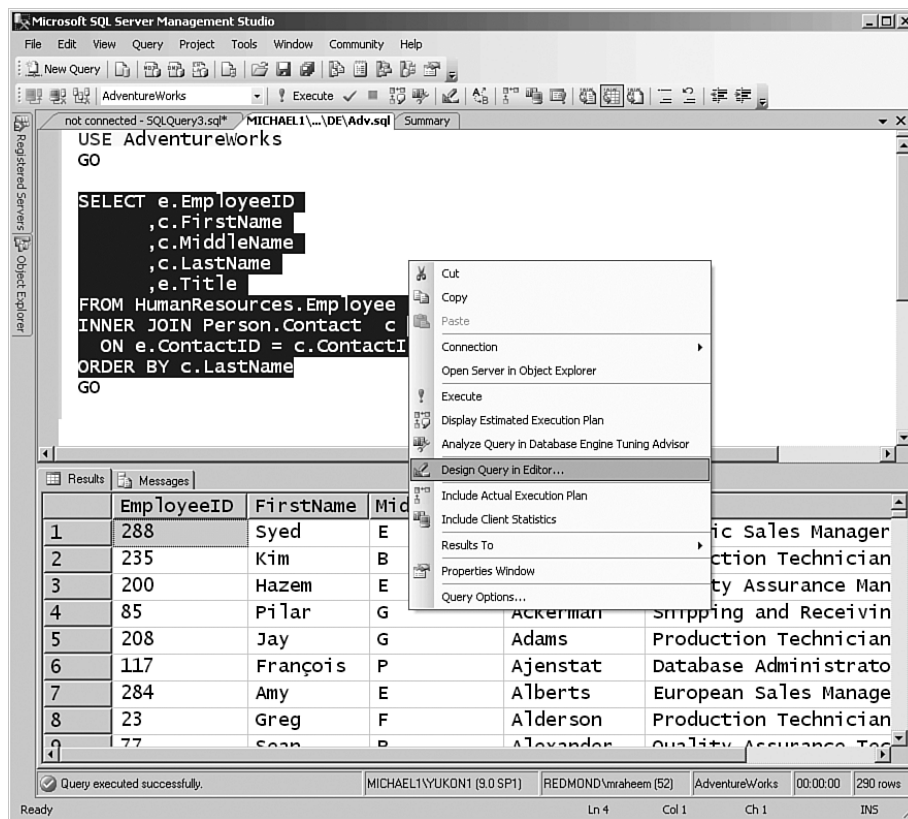 Microsoft SQL Server Management Studio
File Edit View Query Project Tools Window Community Help
New Query
AdventureWorks Execute
not connected - SQLQuery3.sql* MICHAEL1\...\DE\Adv.sql Summary
Registered Servers
Object Explorer
USE AdventureWorks
GO
SELECT e.EmployeeID
,c.FirstName
,c.MiddleName
,c.LastName
,e.Title
FROM HumanResources.Employee
INNER JOIN Person.Contact c
ON e.ContactID = c.ContactI
ORDER BY c.LastName
GO
Cut
Copy
Paste
Connection
Open Server in Object Explorer
Execute
Display Estimated Execution Plan
Analyze Query in Database Engine Tuning Advisor
Design Query in Editor...
Include Actual Execution Plan
Include Client Statistics
Results To
Properties Window
Query Options...
Results Messages
EmployeeID FirstName Mid
1 288 Syed E ic Sales Manager
2 235 Kim B ction Technician
3 200 Hazem E ty Assurance Man
4 85 Pilar G Ackerman Shipping and Receivin
5 208 Jay G Adams Production Technician
6 117 François P Ajenstat Database Administrato
7 284 Amy E Alberts European Sales Manage
8 23 Greg F Alderson Production Technician
9 77 Sean Alexander Quality Assurance Tec
Query executed successfully. MICHAEL1\YUKON1 (9.0 SP1) REDMOND\mraheem (52) AdventureWorks 00:00:00 290 rows
Ready Ln 4 Col 1 Ch 1 INS